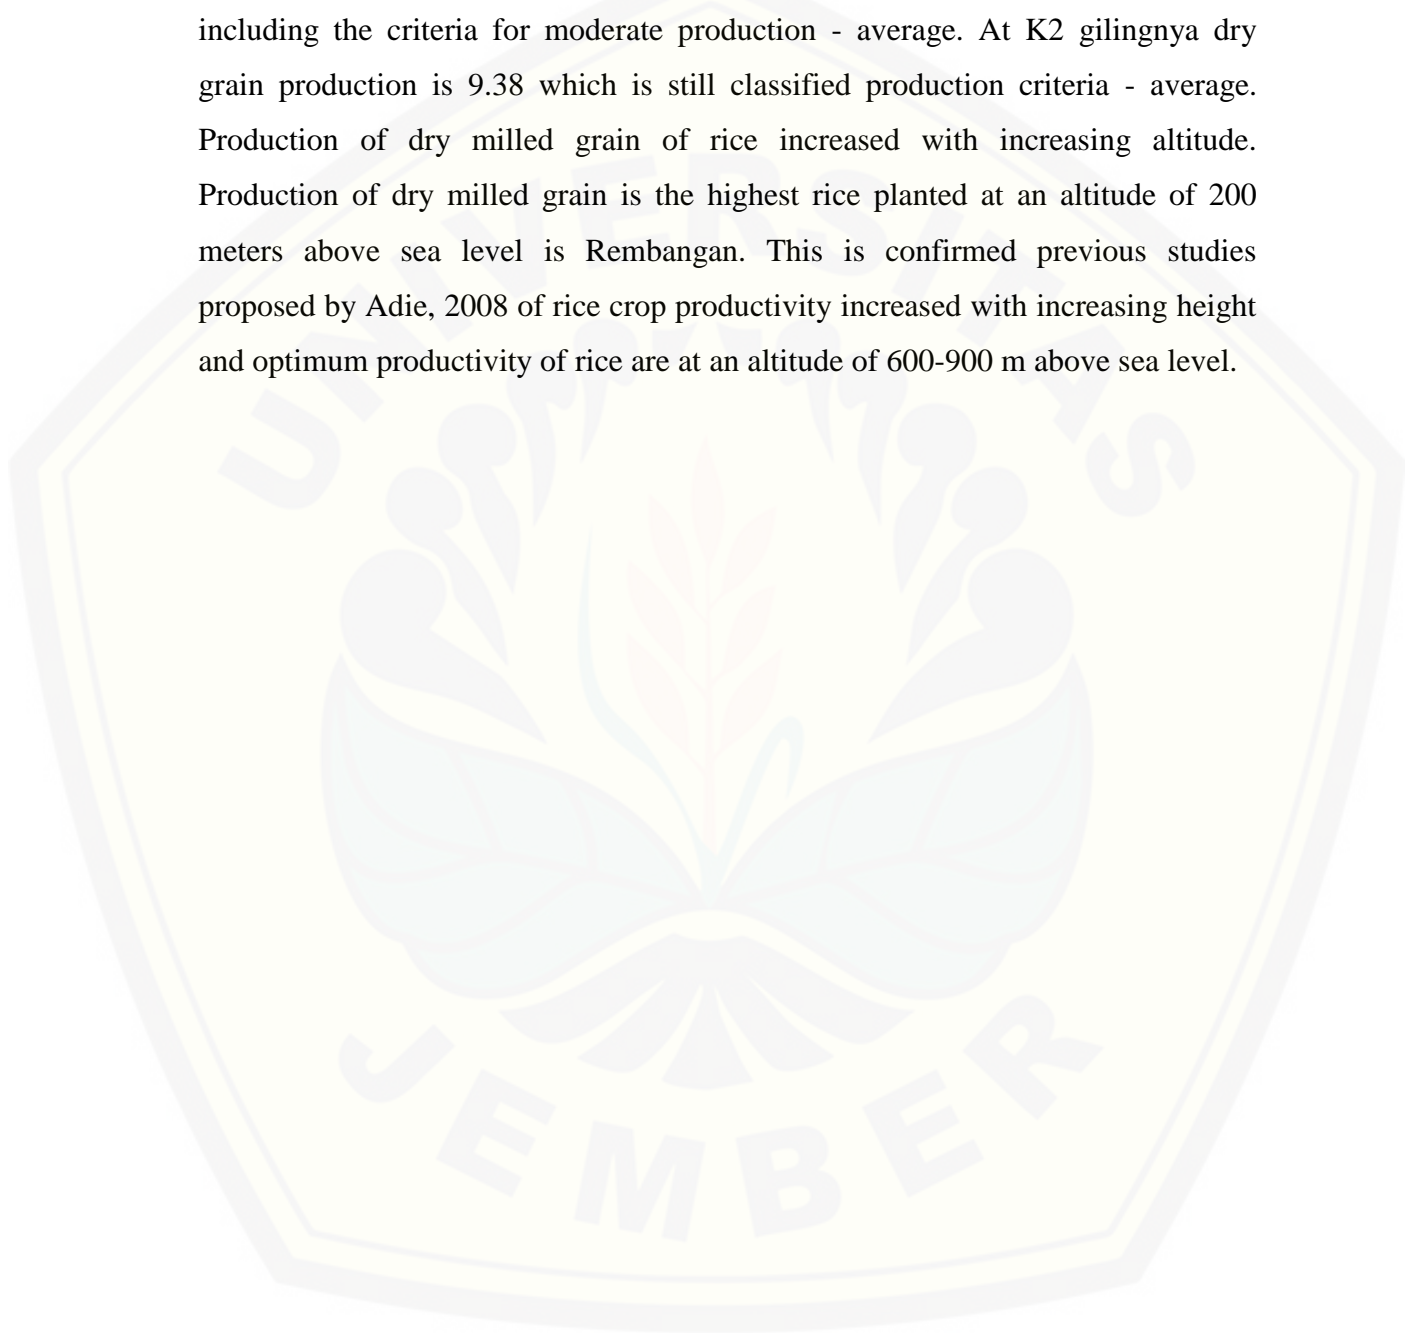 including the criteria for moderate production - average. At K2 gilingnya dry
grain production is 9.38 which is still classified production criteria - average.
Production of dry milled grain of rice increased with increasing altitude.
Production of dry milled grain is the highest rice planted at an altitude of 200
meters above sea level is Rembangan. This is confirmed previous studies
proposed by Adie, 2008 of rice crop productivity increased with increasing height
and optimum productivity of rice are at an altitude of 600-900 m above sea level.
UNIVERSITAS
JEMBER